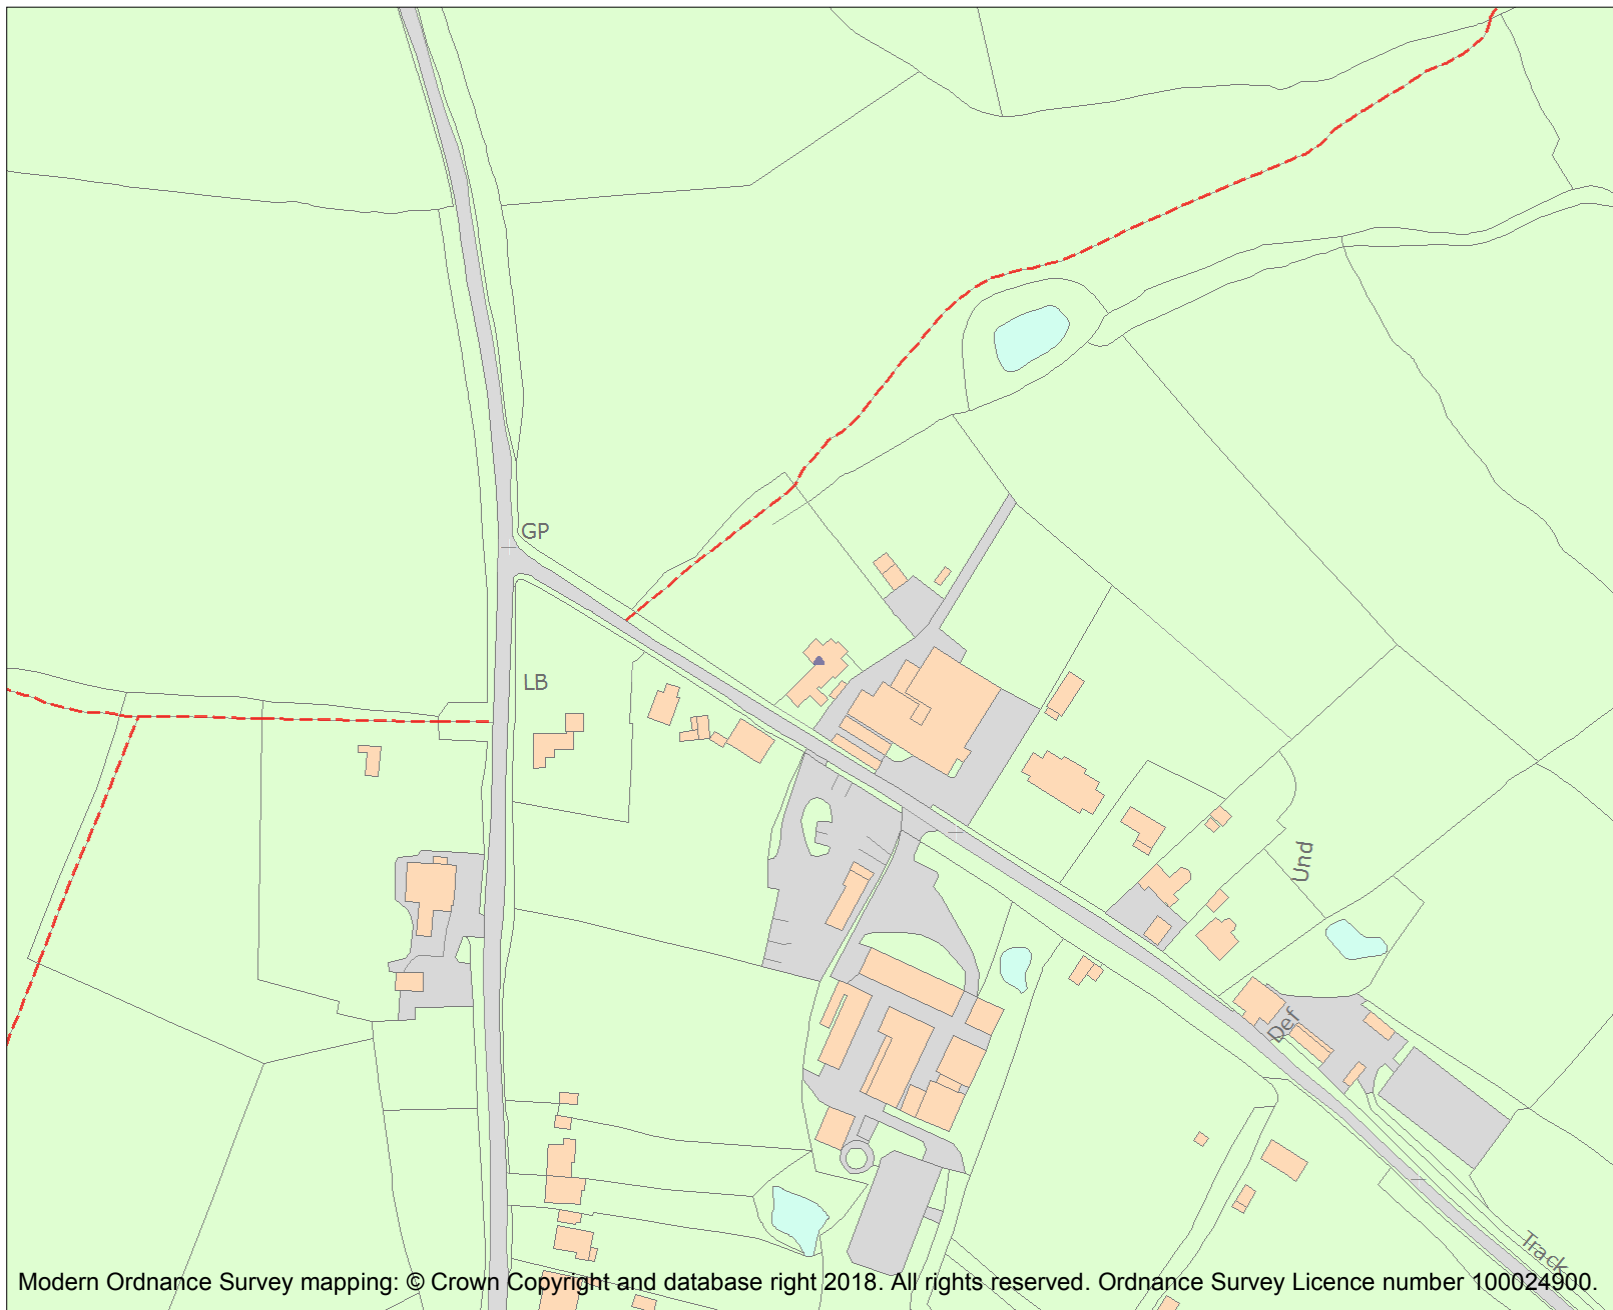 GP
LB
Und
Def
Track
Modern Ordnance Survey mapping: © Crown Copyright and database right 2018. All rights reserved. Ordnance Survey Licence number 100024900.